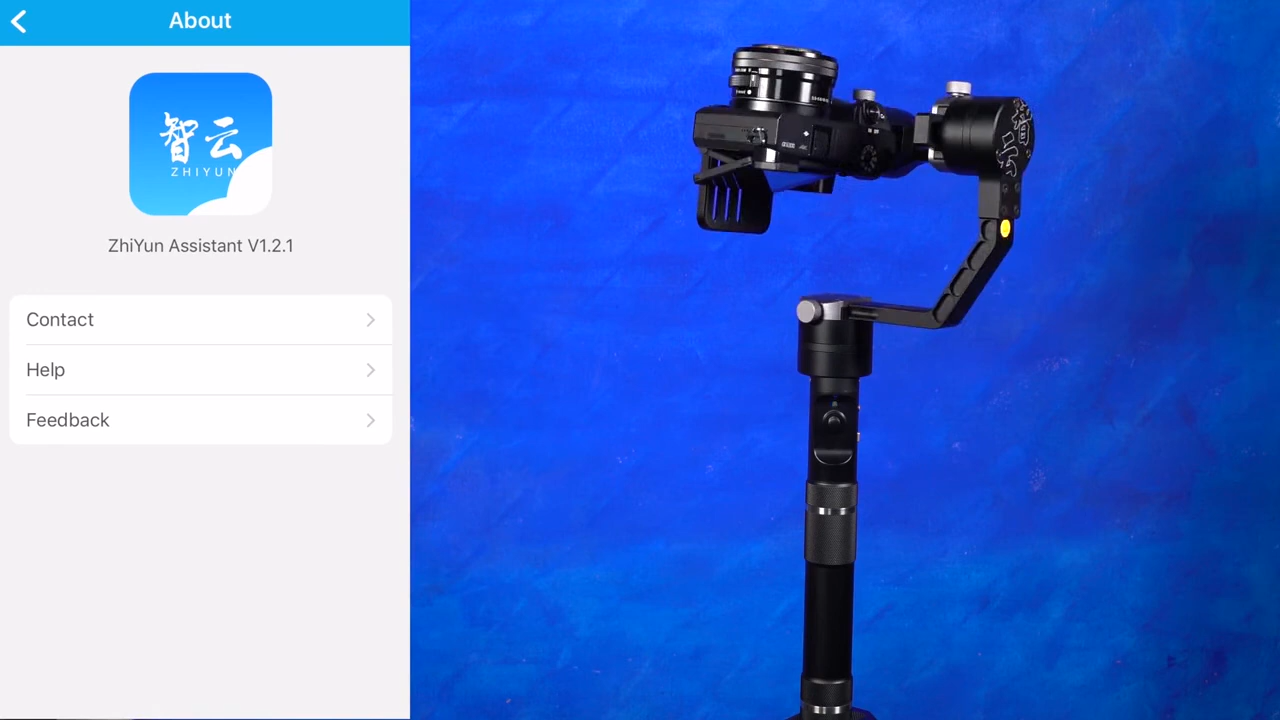 About
智云
ZHIYUN
ZhiYun Assistant V1.2.1
Contact
Help
Feedback